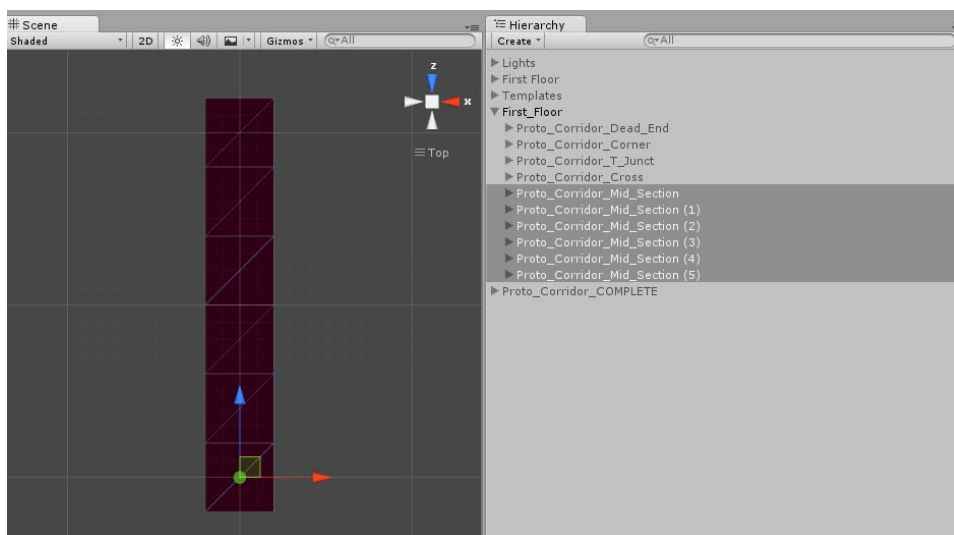 Scene
Shaded 2D Gizmos All
z
x
Top
Hierarchy
Create All
Lights
First Floor
Templates
First_Floor
Proto_Corridor_Dead_End
Proto_Corridor_Corner
Proto_Corridor_T_Junct
Proto_Corridor_Cross
Proto_Corridor_Mid_Section
Proto_Corridor_Mid_Section (1)
Proto_Corridor_Mid_Section (2)
Proto_Corridor_Mid_Section (3)
Proto_Corridor_Mid_Section (4)
Proto_Corridor_Mid_Section (5)
Proto_Corridor_COMPLETE